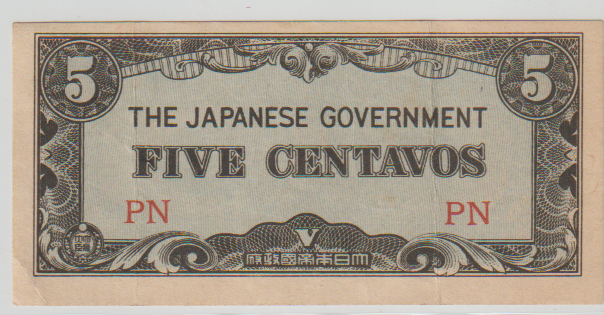 5 5
THE JAPANESE GOVERNMENT
FIVE CENTAVOS
PN PN
V
大日本帝國政府